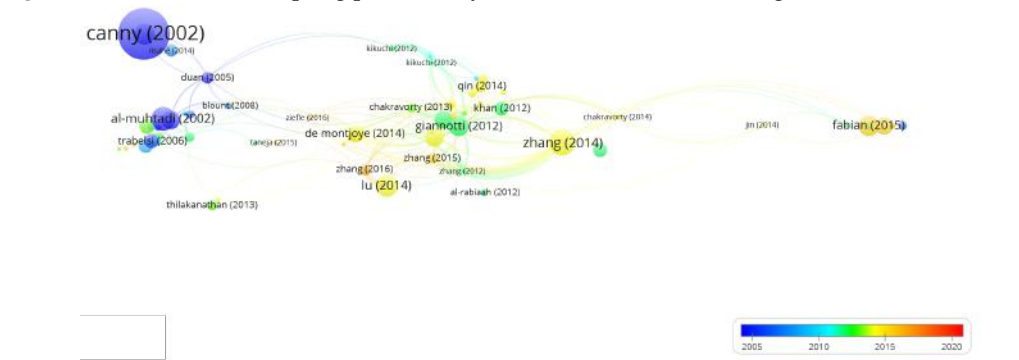 canny (2002)
kikuchi (2012)
kikuchi (2012)
duan (2005)
qin (2014)
blount (2008)
chakravorty (2013)
khan (2012)
al-muhtadi (2002)
ziefle (2016)
giannotti (2012)
chakravorty (2014)
jin (2014)
fabian (2015)
de montjoye (2014)
trabelsi (2006)
taneja (2015)
zhang (2014)
zhang (2015)
zhang (2016)
zhang (2012)
lu (2014)
al-rabiaah (2012)
thilakanathan (2013)
2005 2010 2015 2020